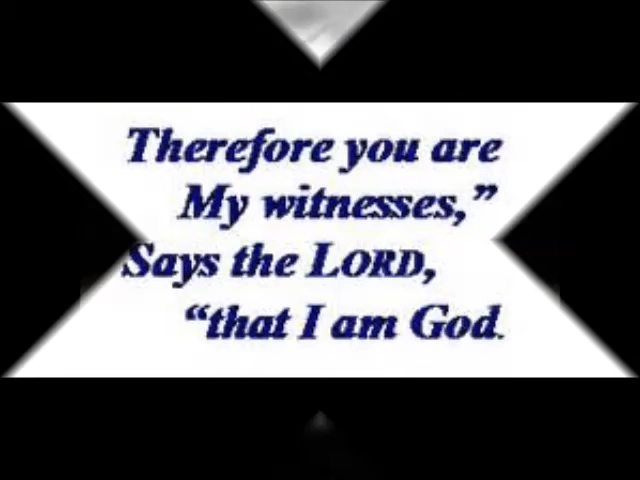 Therefore you are
My witnesses,”
Says the LORD,
“that I am God.